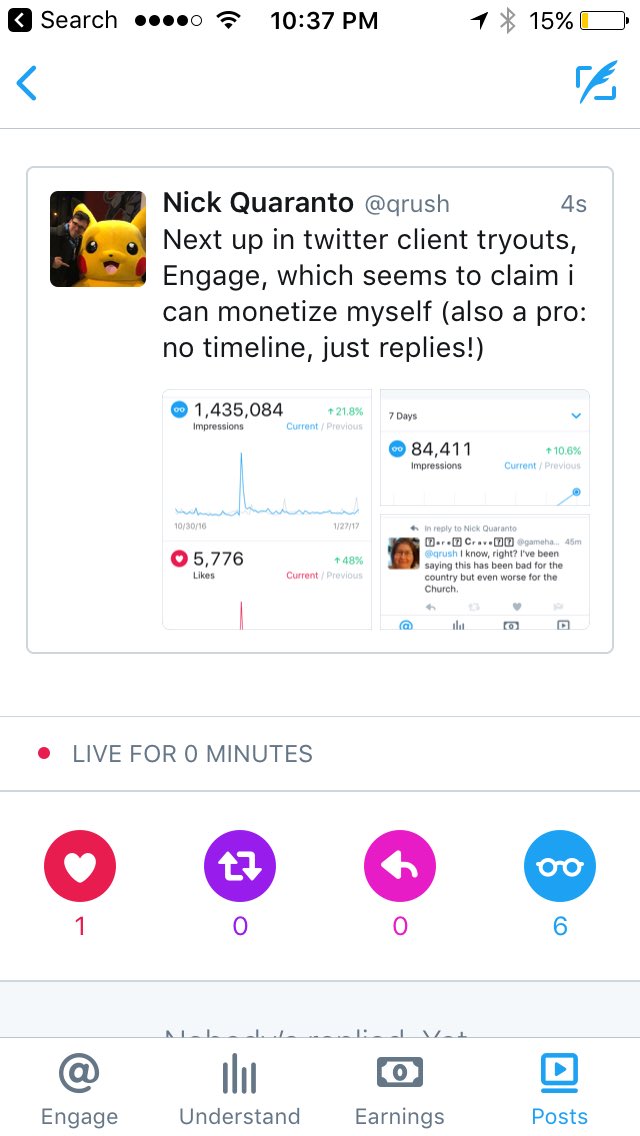 Search 10:37 PM 15%
Nick Quaranto @qrush 4s
Next up in twitter client tryouts,
Engage, which seems to claim i
can monetize myself (also a pro:
no timeline, just replies!)
1,435,084 ↑21.8%
Impressions Current / Previous
10/30/16 1/27/17
5,776 ↑48%
Likes Current / Previous
7 Days
84,411 ↑10.6%
Impressions Current / Previous
In reply to Nick Quaranto
@gameha... 45m
@qrush I know, right? I've been
saying this has been bad for the
country but even worse for the
Church.
LIVE FOR 0 MINUTES
1 0 0 6
Nobody's replied. Yet
Engage Understand Earnings Posts